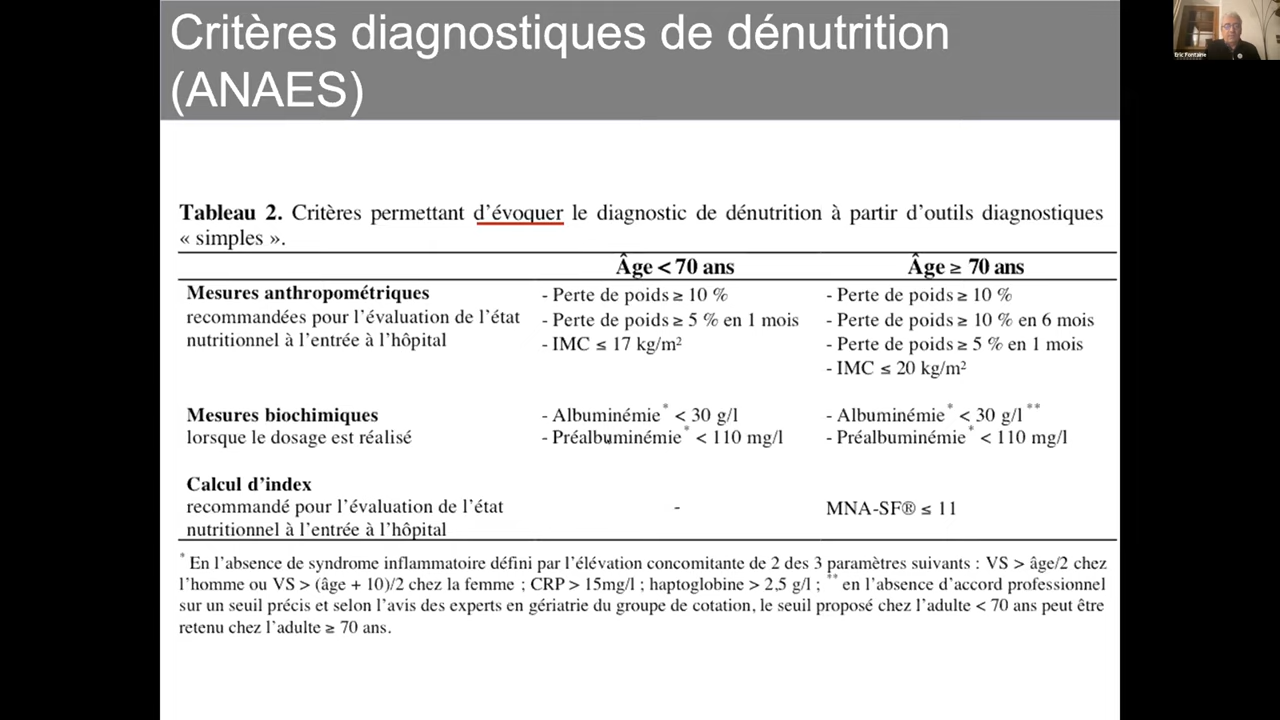 Critères diagnostiques de dénutrition
(ANAES)
Eric Fontaine
Tableau 2. Critères permettant d'évoquer le diagnostic de dénutrition à partir d'outils diagnostiques
« simples ».
Âge < 70 ans Âge ≥ 70 ans
Mesures anthropométriques - Perte de poids ≥ 10 % - Perte de poids ≥ 10 %
recommandées pour l'évaluation de l'état - Perte de poids ≥ 5 % en 1 mois - Perte de poids ≥ 10 % en 6 mois
nutritionnel à l'entrée à l'hôpital - IMC ≤ 17 kg/m² - Perte de poids ≥ 5 % en 1 mois
- IMC ≤ 20 kg/m²
Mesures biochimiques - Albuminémie* < 30 g/l - Albuminémie* < 30 g/l **
lorsque le dosage est réalisé - Préalbuminémie* < 110 mg/l - Préalbuminémie* < 110 mg/l
Calcul d'index
recommandé pour l'évaluation de l'état - MNA-SF® ≤ 11
nutritionnel à l'entrée à l'hôpital
* En l'absence de syndrome inflammatoire défini par l'élévation concomitante de 2 des 3 paramètres suivants : VS > âge/2 chez
l'homme ou VS > (âge + 10)/2 chez la femme ; CRP > 15mg/l ; haptoglobine > 2,5 g/l ; ** en l'absence d'accord professionnel
sur un seuil précis et selon l'avis des experts en gériatrie du groupe de cotation, le seuil proposé chez l'adulte < 70 ans peut être
retenu chez l'adulte ≥ 70 ans.